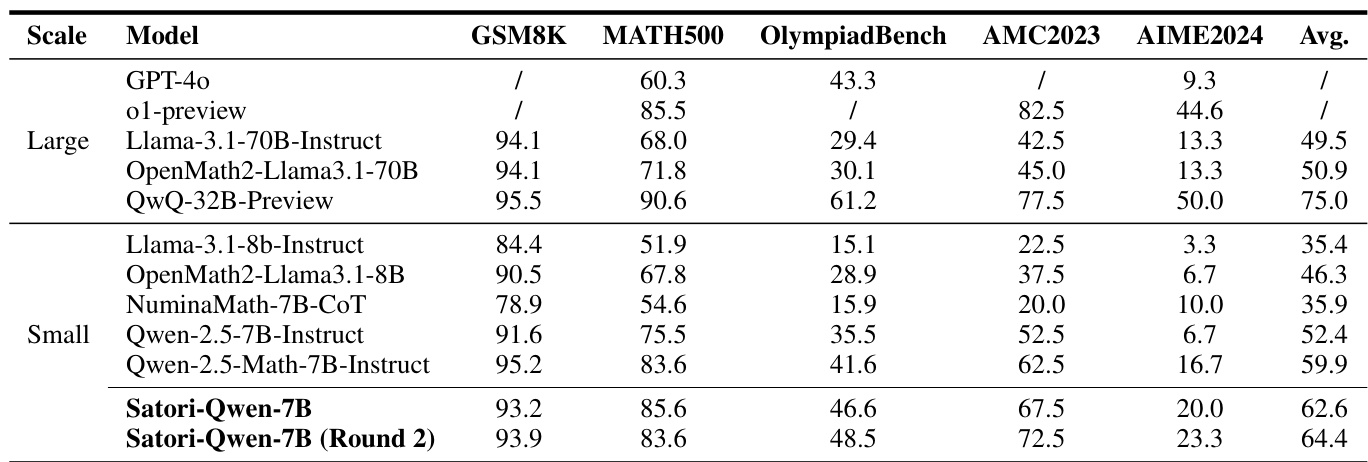 Scale Model GSM8K MATH500 OlympiadBench AMC2023 AIME2024 Avg.
GPT-4o / 60.3 43.3 / 9.3 /
o1-preview / 85.5 / 82.5 44.6 /
Large Llama-3.1-70B-Instruct 94.1 68.0 29.4 42.5 13.3 49.5
OpenMath2-Llama3.1-70B 94.1 71.8 30.1 45.0 13.3 50.9
QwQ-32B-Preview 95.5 90.6 61.2 77.5 50.0 75.0
Llama-3.1-8b-Instruct 84.4 51.9 15.1 22.5 3.3 35.4
OpenMath2-Llama3.1-8B 90.5 67.8 28.9 37.5 6.7 46.3
NuminaMath-7B-CoT 78.9 54.6 15.9 20.0 10.0 35.9
Small Qwen-2.5-7B-Instruct 91.6 75.5 35.5 52.5 6.7 52.4
Qwen-2.5-Math-7B-Instruct 95.2 83.6 41.6 62.5 16.7 59.9
Satori-Qwen-7B 93.2 85.6 46.6 67.5 20.0 62.6
Satori-Qwen-7B (Round 2) 93.9 83.6 48.5 72.5 23.3 64.4